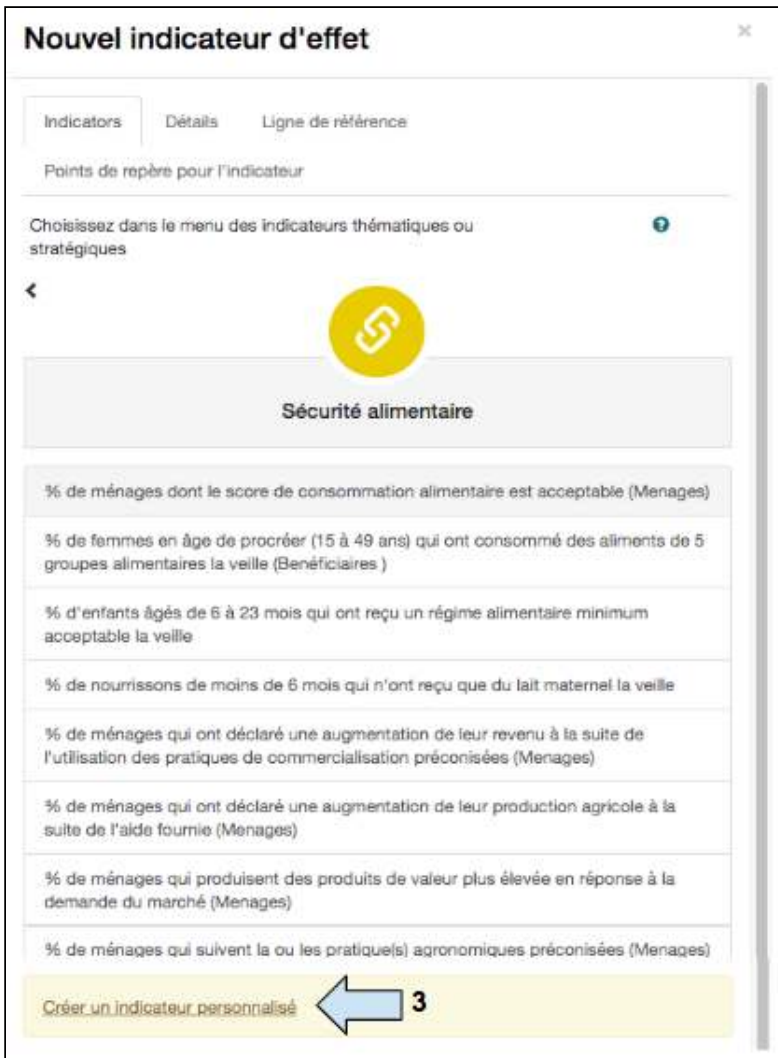 Nouvel indicateur d'effet
×
Indicators Détails Ligne de référence
Points de repère pour l'indicateur
Choisissez dans le menu des indicateurs thématiques ou
stratégiques
Sécurité alimentaire
% de ménages dont le score de consommation alimentaire est acceptable (Menages)
% de femmes en âge de procréer (15 à 49 ans) qui ont consommé des aliments de 5
groupes alimentaires la veille (Benéficiaires )
% d'enfants âgés de 6 à 23 mois qui ont reçu un régime alimentaire minimum
acceptable la veille
% de nourrissons de moins de 6 mois qui n'ont reçu que du lait maternel la veille
% de ménages qui ont déclaré une augmentation de leur revenu à la suite de
l'utilisation des pratiques de commercialisation préconisées (Menages)
% de ménages qui ont déclaré une augmentation de leur production agricole à la
suite de l'aide fournie (Menages)
% de ménages qui produisent des produits de valeur plus élevée en réponse à la
demande du marché (Menages)
% de ménages qui suivent la ou les pratique(s) agronomiques préconisées (Menages)
Créer un indicateur personnalisé 3